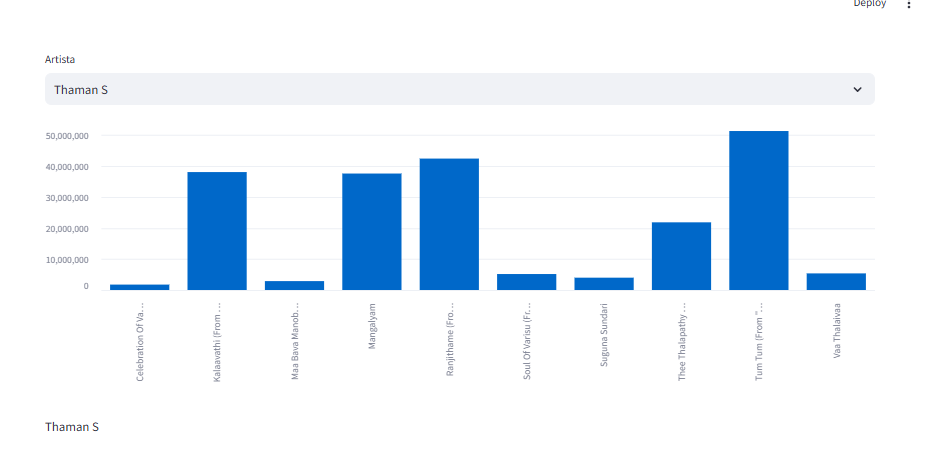 Deploy
Artista
Thaman S
50,000,000
40,000,000
30,000,000
20,000,000
10,000,000
0
Celebration Of Va…
Kalaavathi (From …
Maa Bava Manob…
Mangalyam
Ranjithame (Fro…
Soul Of Varisu (Fr…
Suguna Sundari
Thee Thalapathy …
Tum Tum (From "…
Vaa Thalaivaa
Thaman S